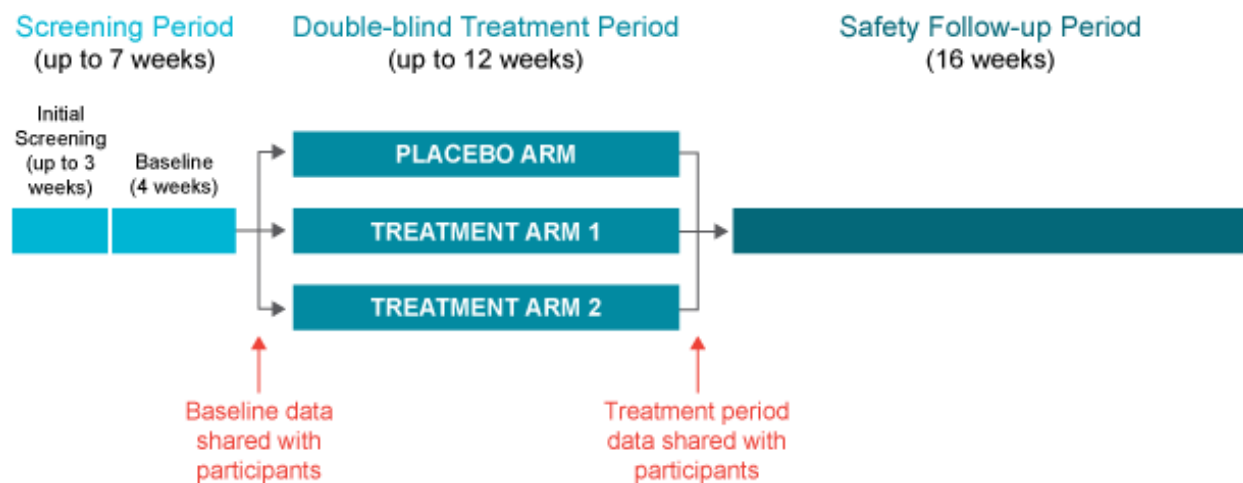 Screening Period
(up to 7 weeks)
Double-blind Treatment Period
(up to 12 weeks)
Safety Follow-up Period
(16 weeks)
Initial
Screening
(up to 3
weeks)
Baseline
(4 weeks)
PLACEBO ARM
TREATMENT ARM 1
TREATMENT ARM 2
Baseline data
shared with
participants
Treatment period
data shared with
participants